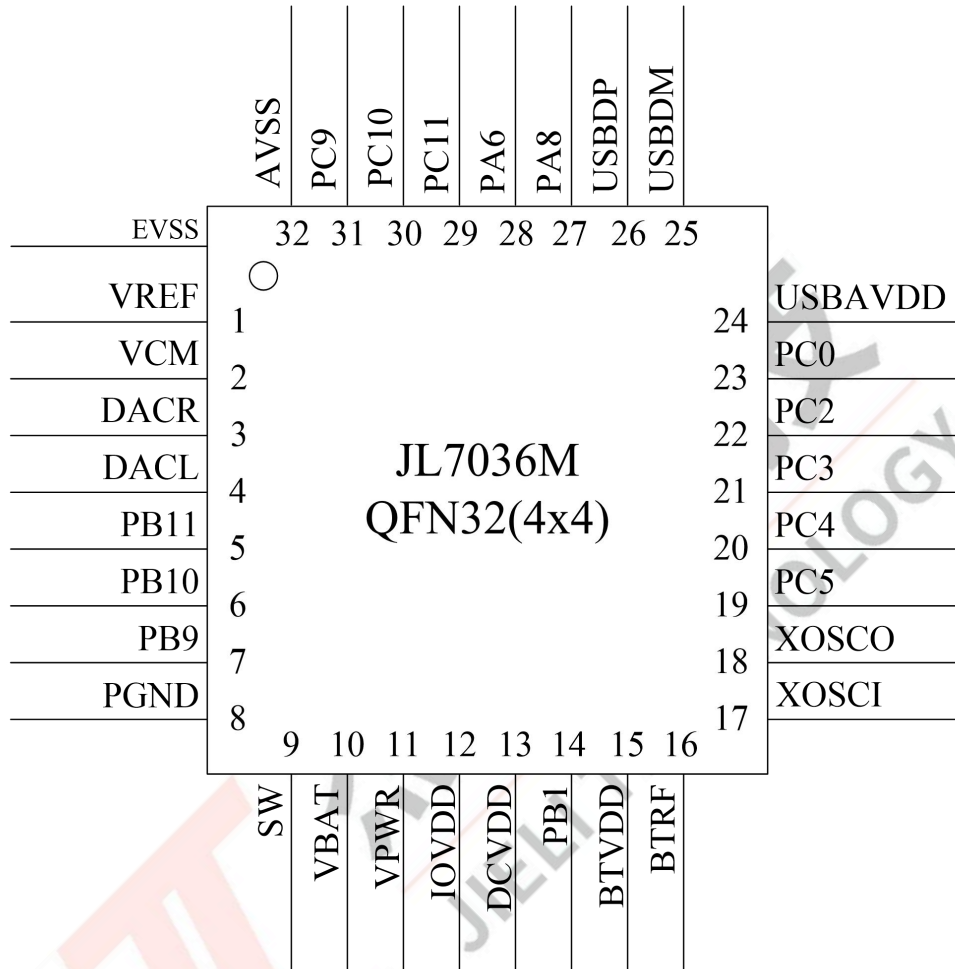 AVSS
PC9
PC10
PC11
PA6
PA8
USBDP
USBDM
EVSS
32 31 30 29 28 27 26 25
VREF
1
VCM
2
DACR
3
DACL
4
PB11
5
PB10
6
PB9
7
PGND
8
JL7036M
QFN32(4x4)
24
USBAVDD
23
PC0
22
PC2
21
PC3
20
PC4
19
PC5
18
XOSCO
17
XOSCI
9 10 11 12 13 14 15 16
SW
VBAT
VPWR
IOVDD
DCVDD
PB1
BTVDD
BTRF